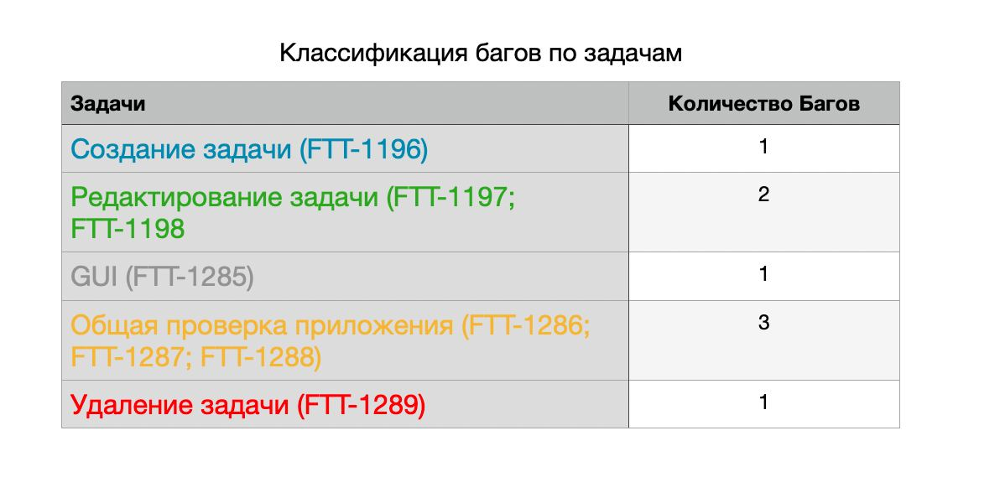 Классификация багов по задачам
Задачи Количество Багов
Создание задачи (FTT-1196) 1
Редактирование задачи (FTT-1197; 2
FTT-1198
GUI (FTT-1285) 1
Общая проверка приложения (FTT-1286; 3
FTT-1287; FTT-1288)
Удаление задачи (FTT-1289) 1